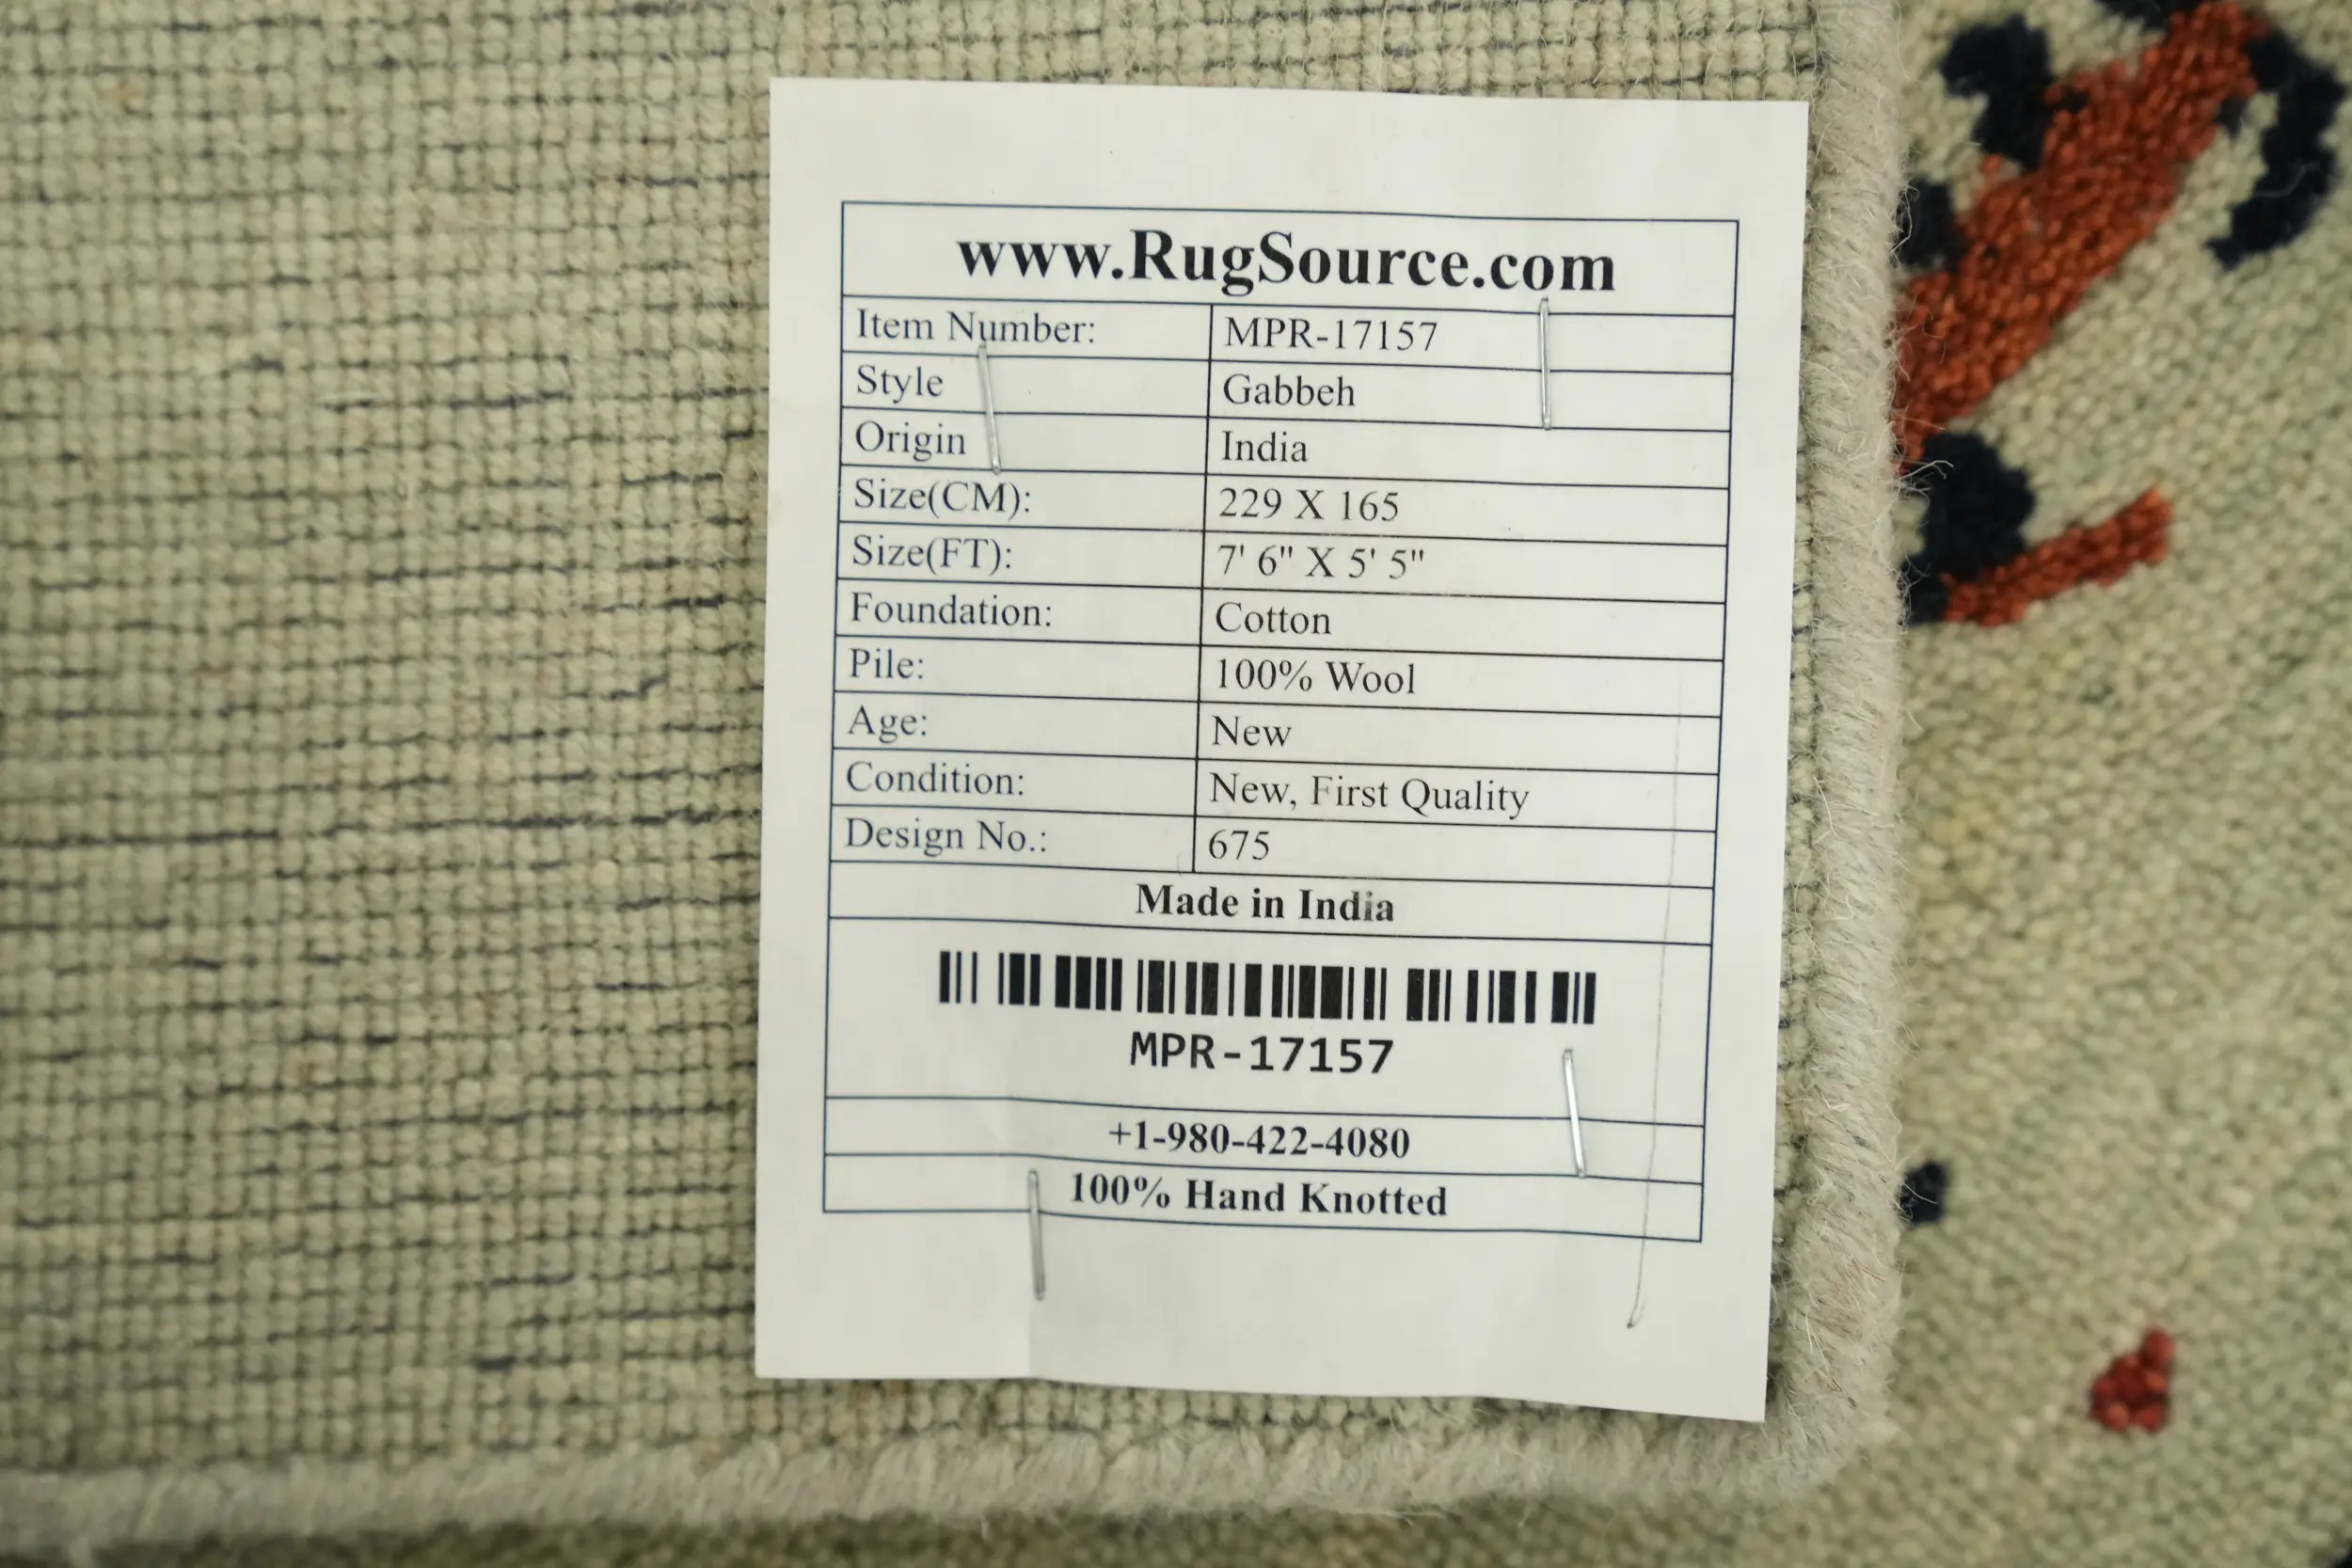 www.RugSource.com
Item Number: MPR-17157
Style Gabbeh
Origin India
Size(CM): 229 X 165
Size(FT): 7' 6" X 5' 5"
Foundation: Cotton
Pile: 100% Wool
Age: New
Condition: New, First Quality
Design No.: 675
Made in India
MPR-17157
+1-980-422-4080
100% Hand Knotted